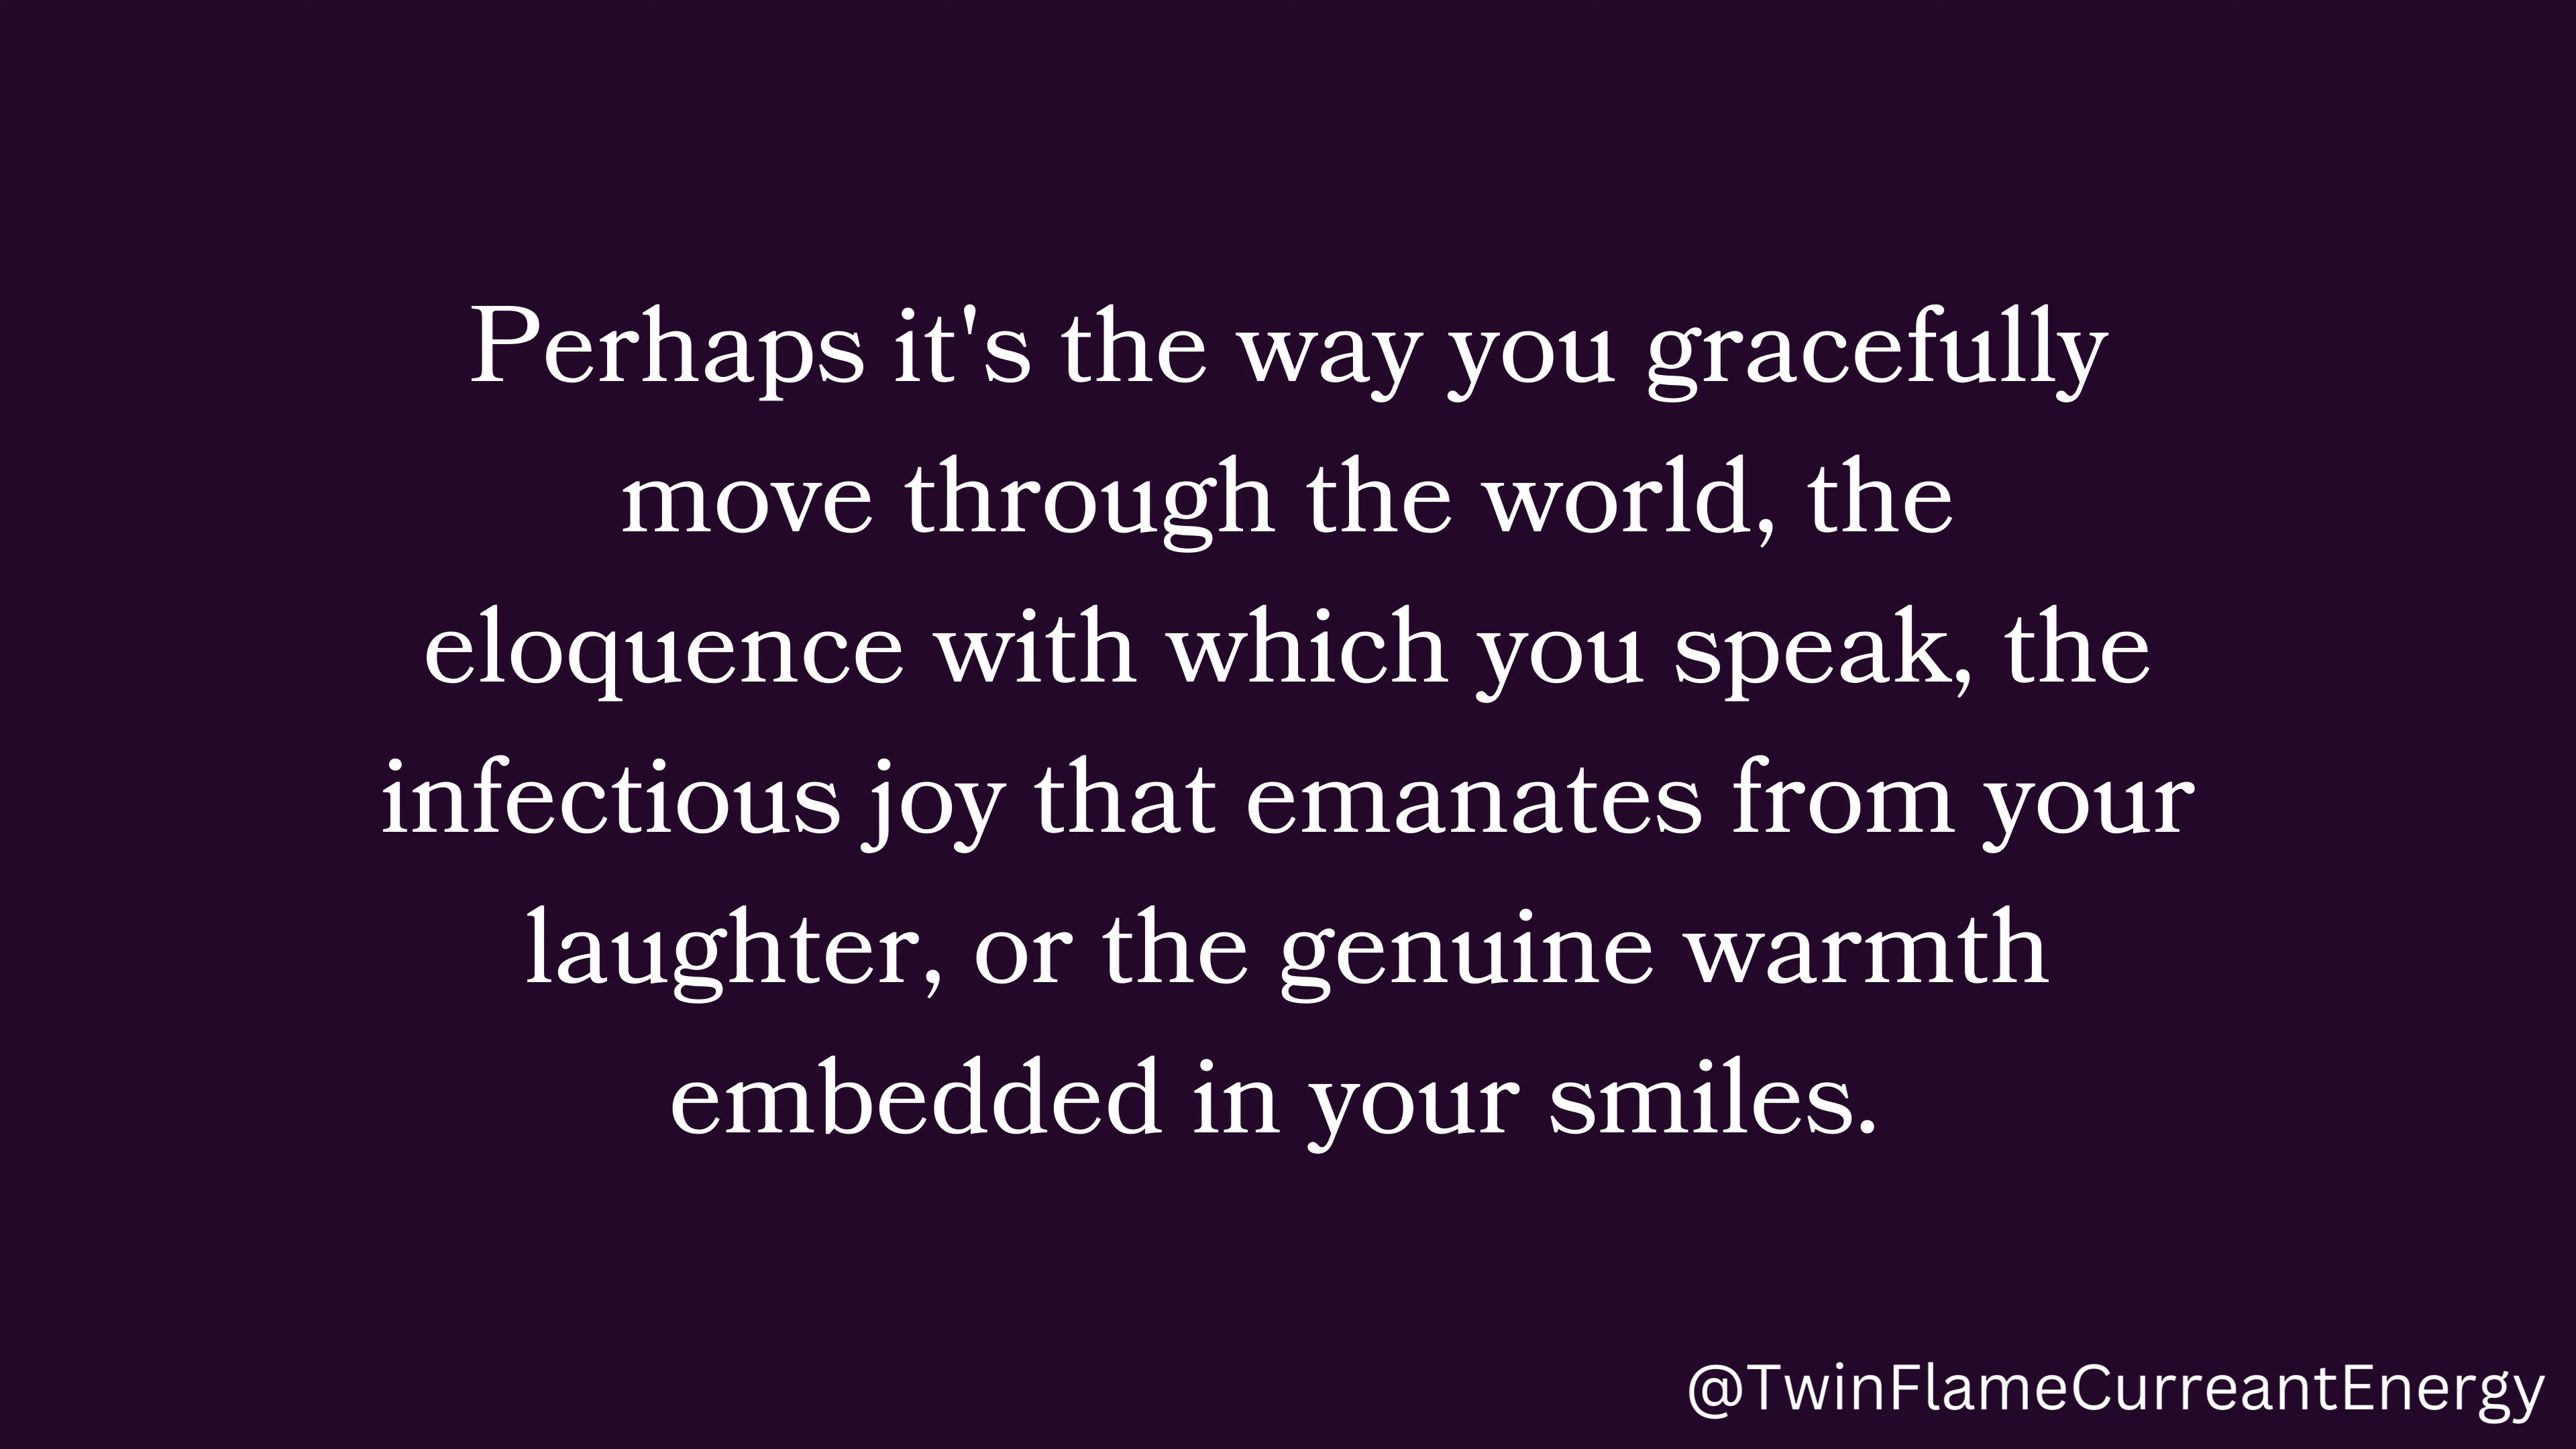 Perhaps it's the way you gracefully
move through the world, the
eloquence with which you speak, the
infectious joy that emanates from your
laughter, or the genuine warmth
embedded in your smiles.
@TwinFlameCurreantEnergy